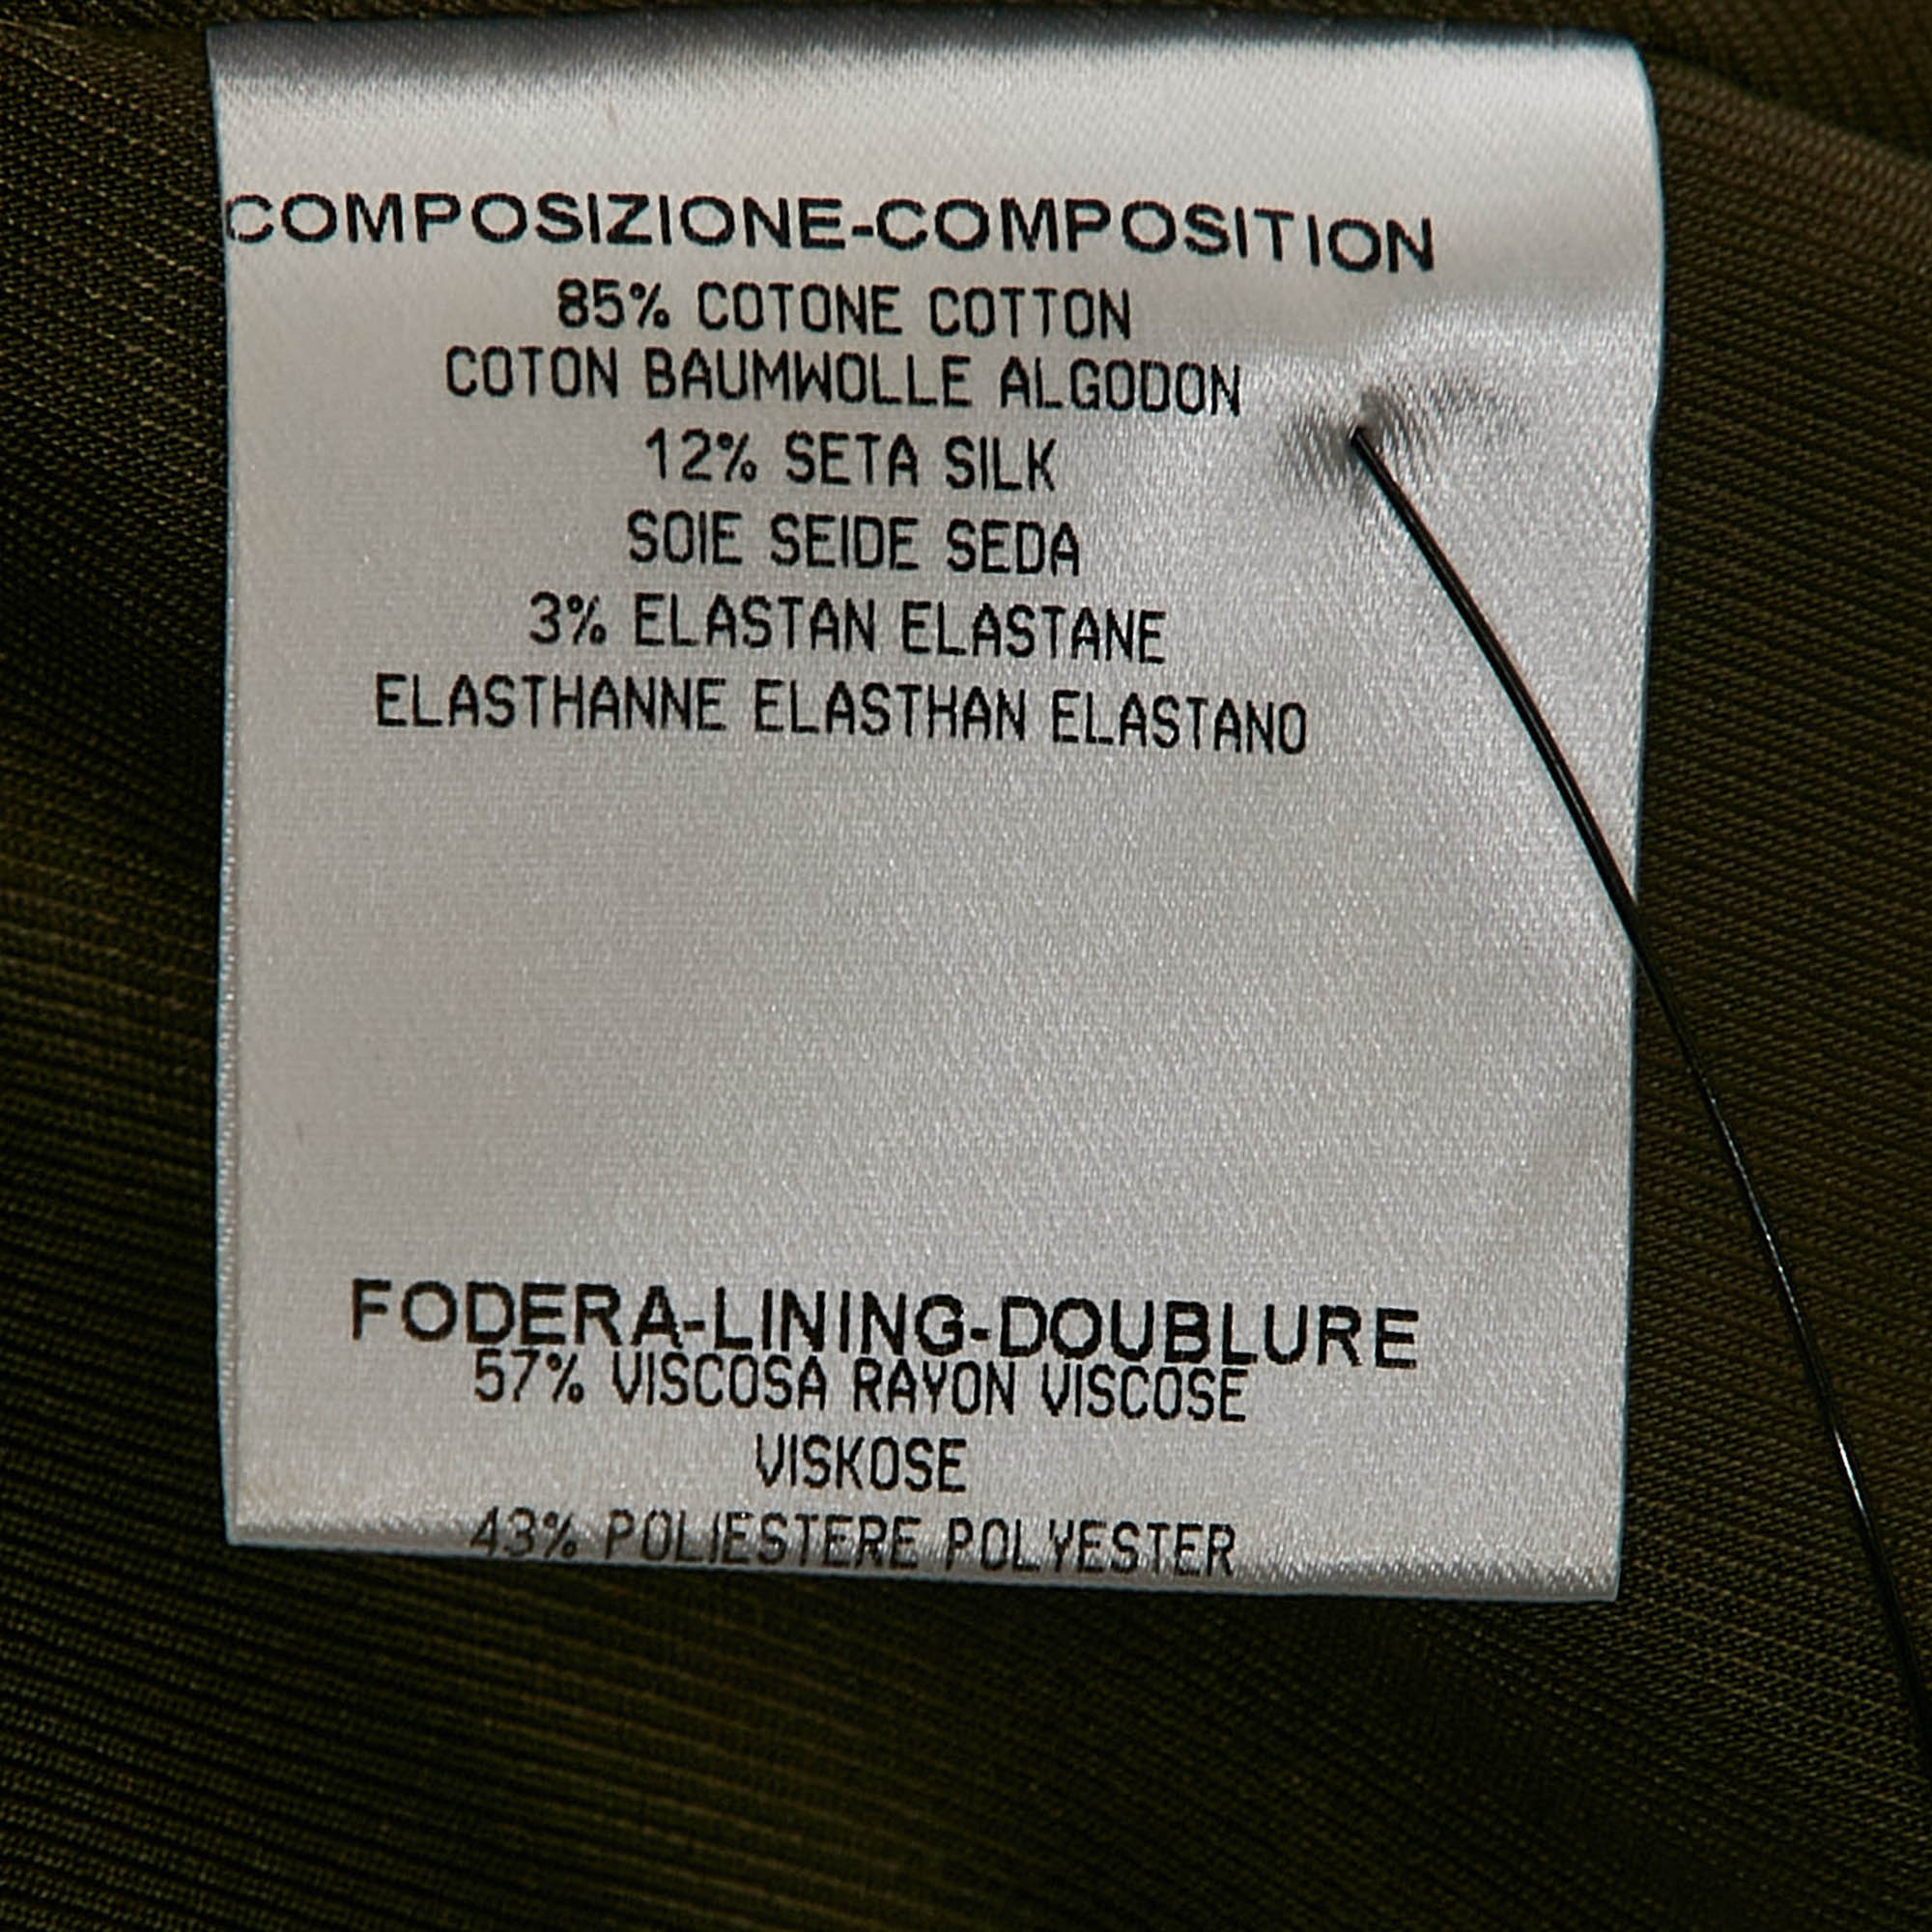 COMPOSIZIONE-COMPOSITION
85% COTONE COTTON
COTON BAUMWOLLE ALGODON
12% SETA SILK
SOIE SEIDE SEDA
3% ELASTAN ELASTANE
ELASTHANNE ELASTHAN ELASTANO
FODERA-LINING-DOUBLURE
57% VISCOSA RAYON VISCOSE
VISKOSE
43% POLIESTERE POLYESTER